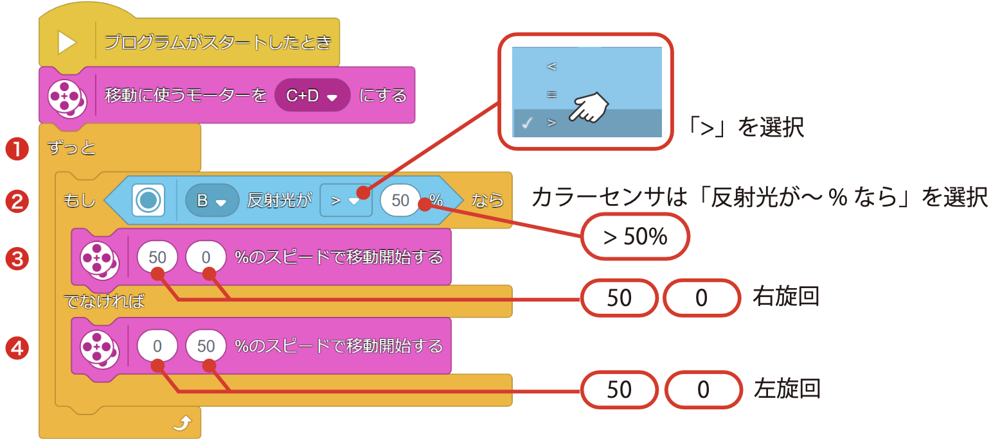 プログラムがスタートしたとき
移動に使うモーターを C+D にする
<
=
✓ >
「>」を選択
❶ ずっと
❷ もし B 反射光が > 50 % なら
カラーセンサは「反射光が〜 % なら」を選択
> 50%
❸ 50 0 %のスピードで移動開始する
でなければ
50 0 右旋回
❹ 0 50 %のスピードで移動開始する
50 0 左旋回